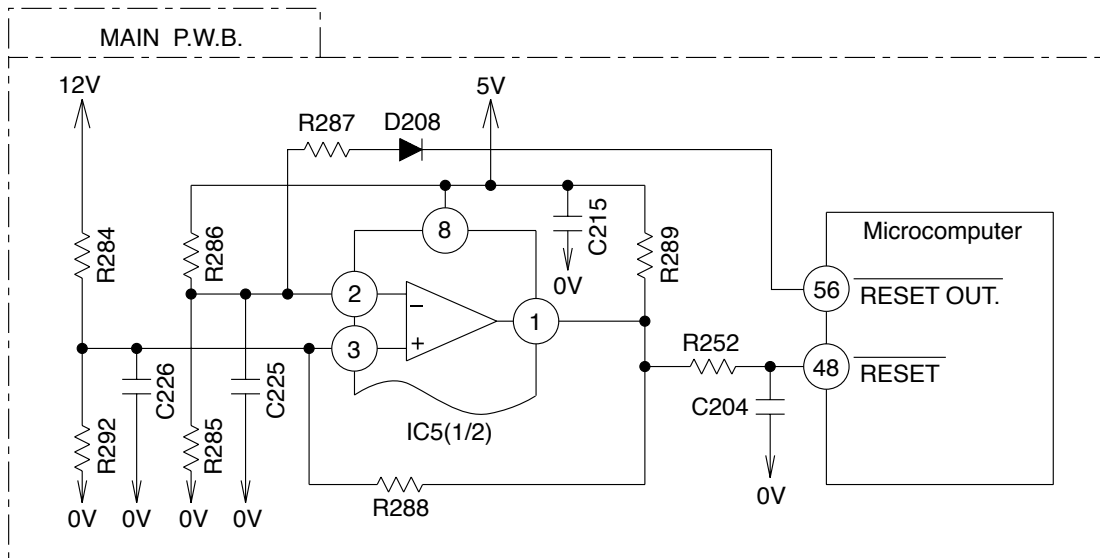 MAIN P.W.B.
12V
5V
R287
D208
R284
R286
8
C215
0V
R289
Microcomputer
2
−
56
RESET OUT.
3
+
1
R252
48
RESET
C226
C225
C204
R292
R285
IC5(1/2)
0V
0V
0V
0V
R288
0V